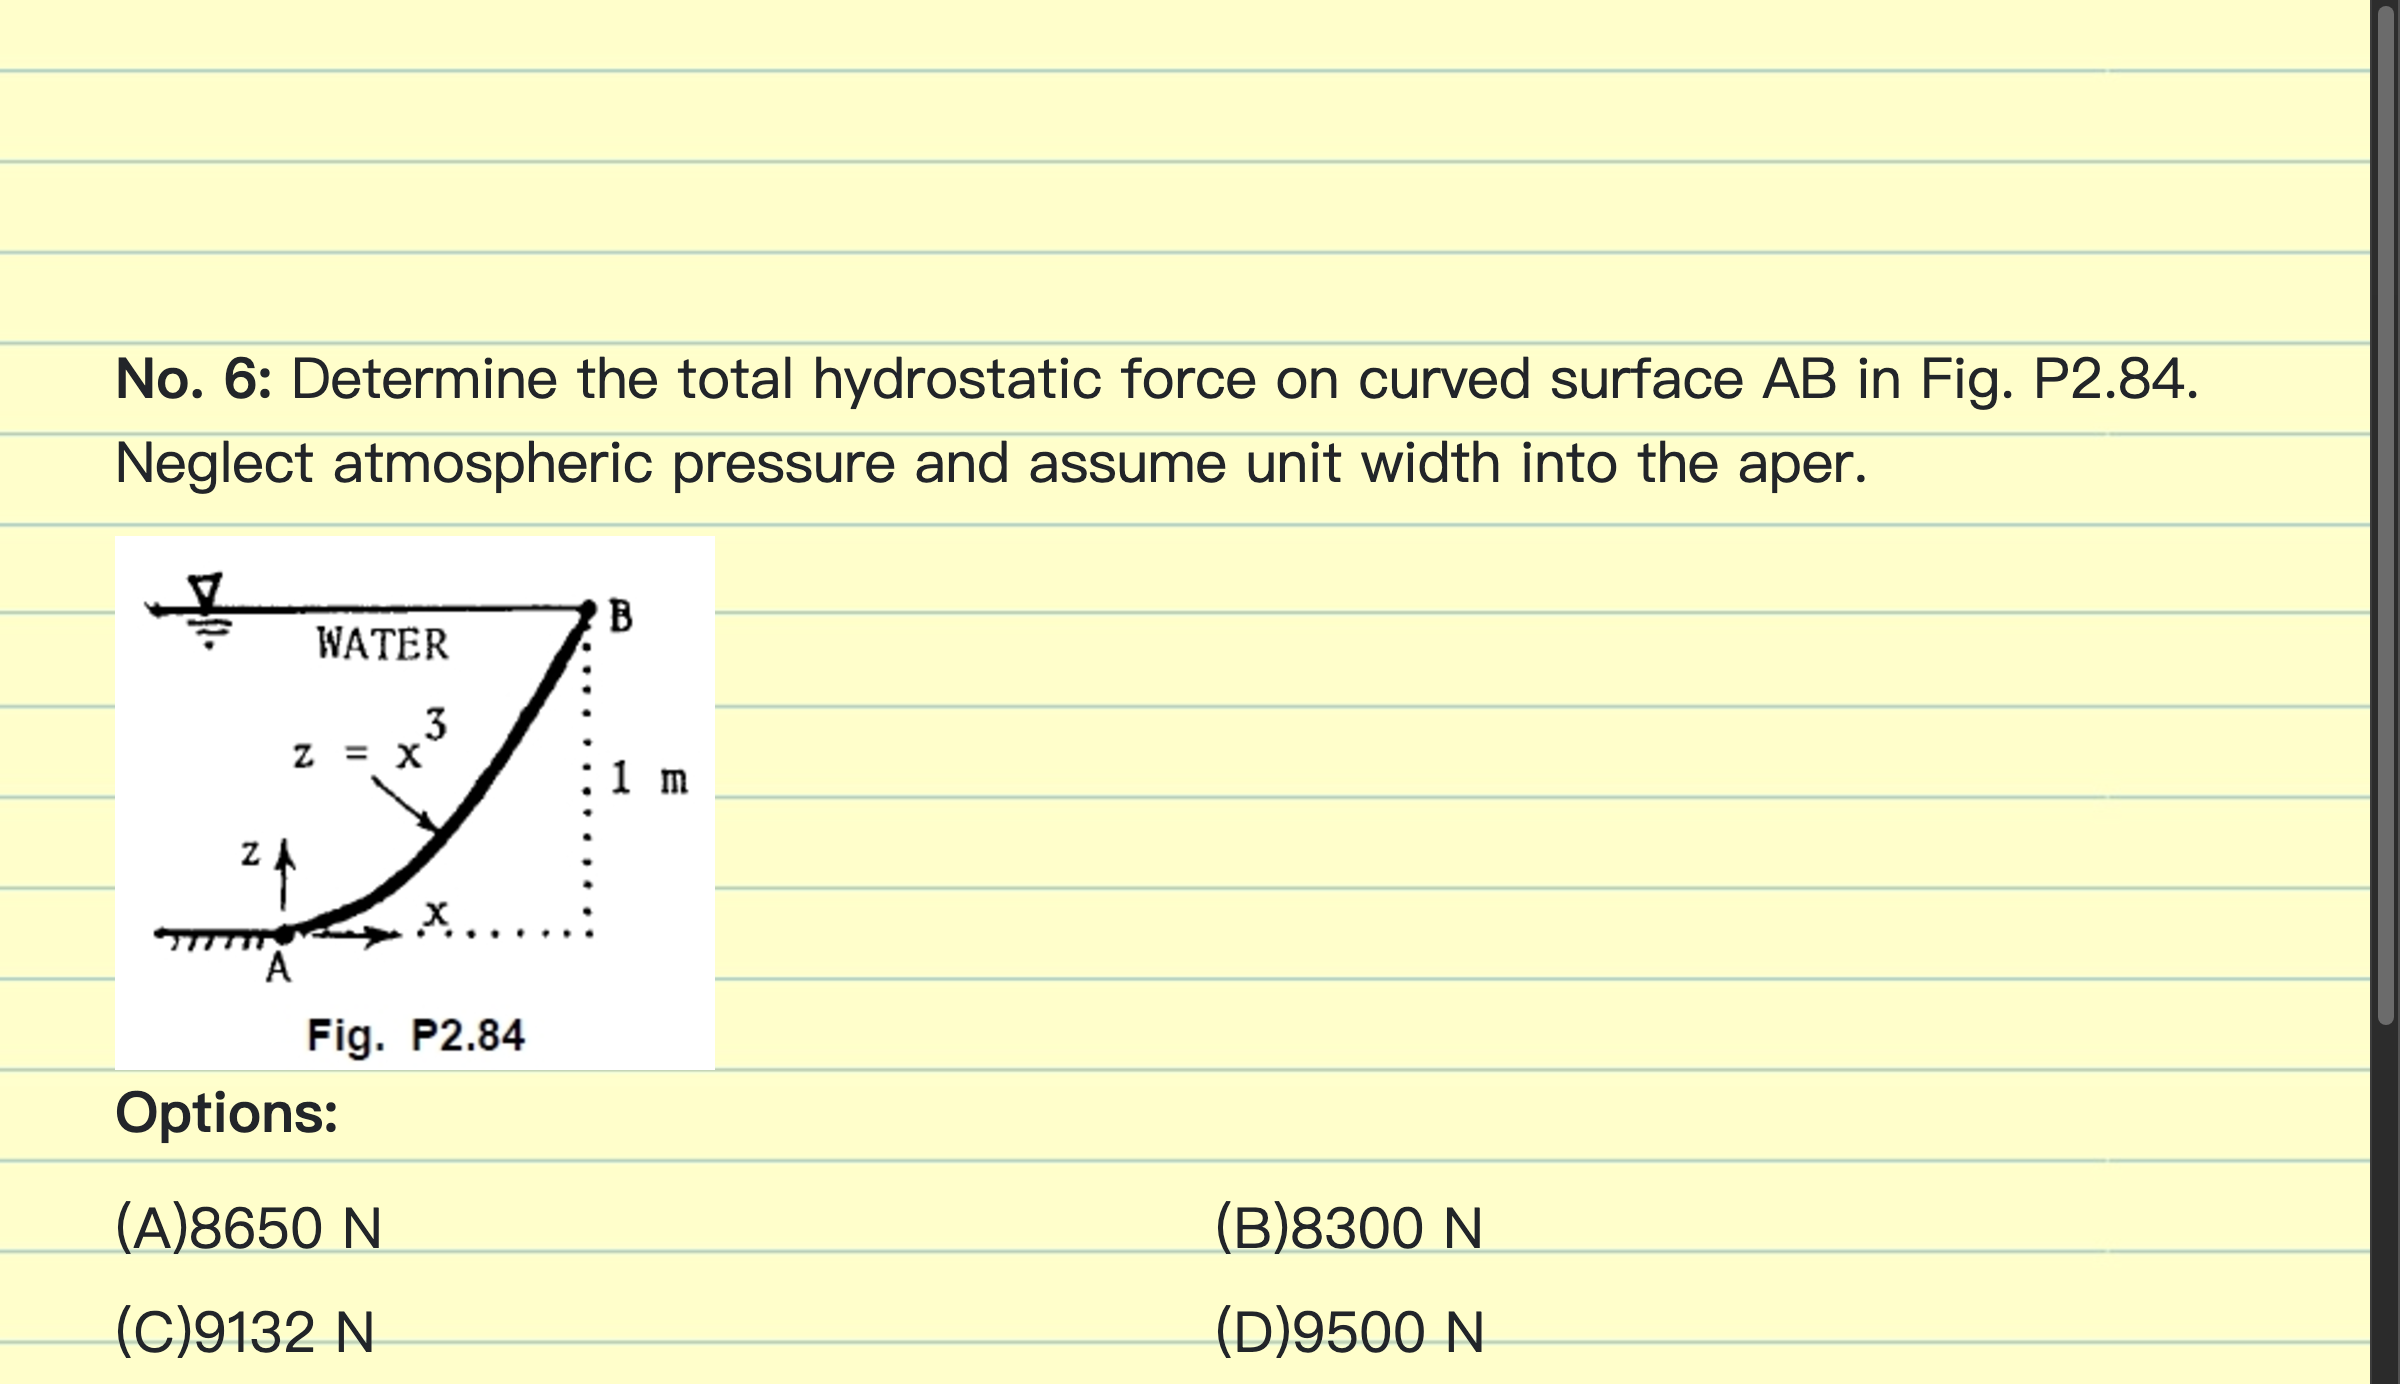 No. 6: Determine the total hydrostatic force on curved surface AB in Fig. P2.84.
Neglect atmospheric pressure and assume unit width into the aper.
B
WATER
z = x³
1 m
z
x
A
Fig. P2.84
Options:
(A)8650 N
(B)8300 N
(C)9132 N
(D)9500 N